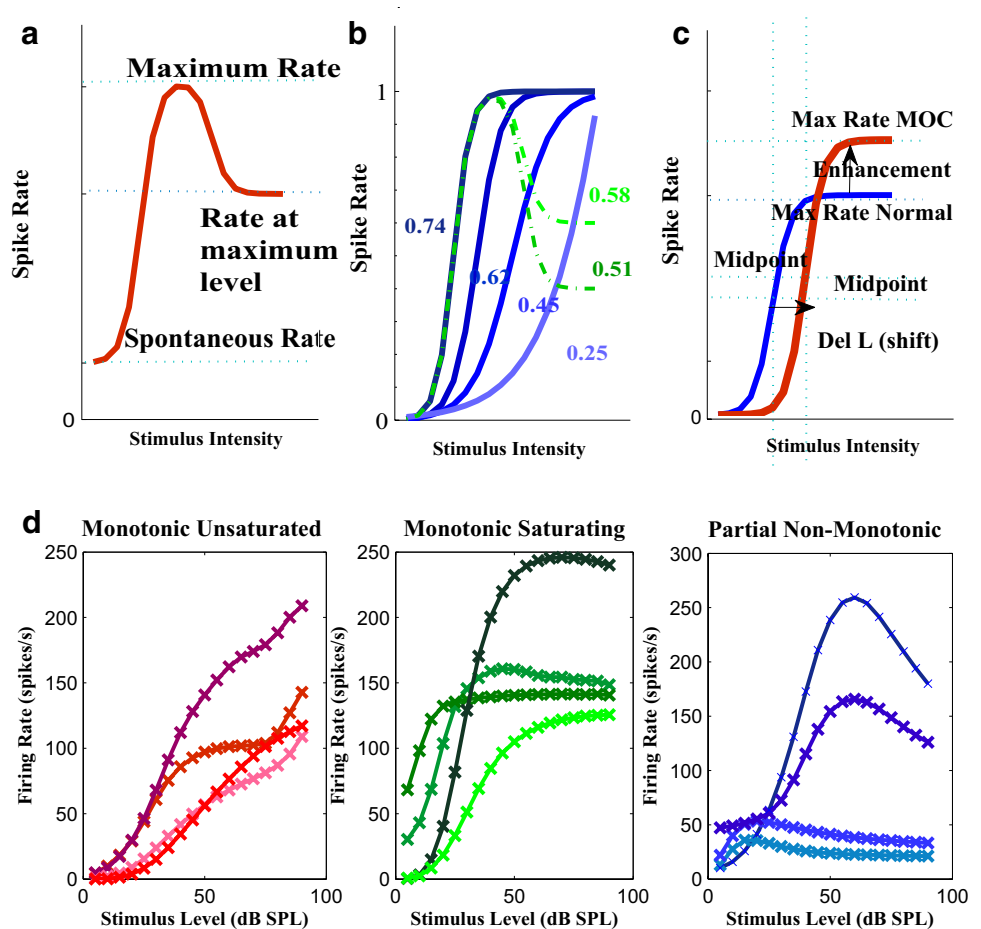 a
Maximum Rate
Rate at
maximum
level
Spontaneous Rate
Spike Rate
0
Stimulus Intensity
b
1
0.74
0.62
0.45
0.58
0.51
0.25
Spike Rate
0
Stimulus Intensity
c
Max Rate MOC
Enhancement
Max Rate Normal
Midpoint
Midpoint
Del L (shift)
Spike Rate
0
Stimulus Intensity
d
Monotonic Unsaturated
250
200
150
100
50
0
0
50
100
Firing Rate (spikes/s)
Stimulus Level (dB SPL)
Monotonic Saturating
250
200
150
100
50
0
0
50
100
Firing Rate (spikes/s)
Stimulus Level (dB SPL)
Partial Non-Monotonic
300
250
200
150
100
50
0
0
50
100
Firing Rate (spikes/s)
Stimulus Level (dB SPL)